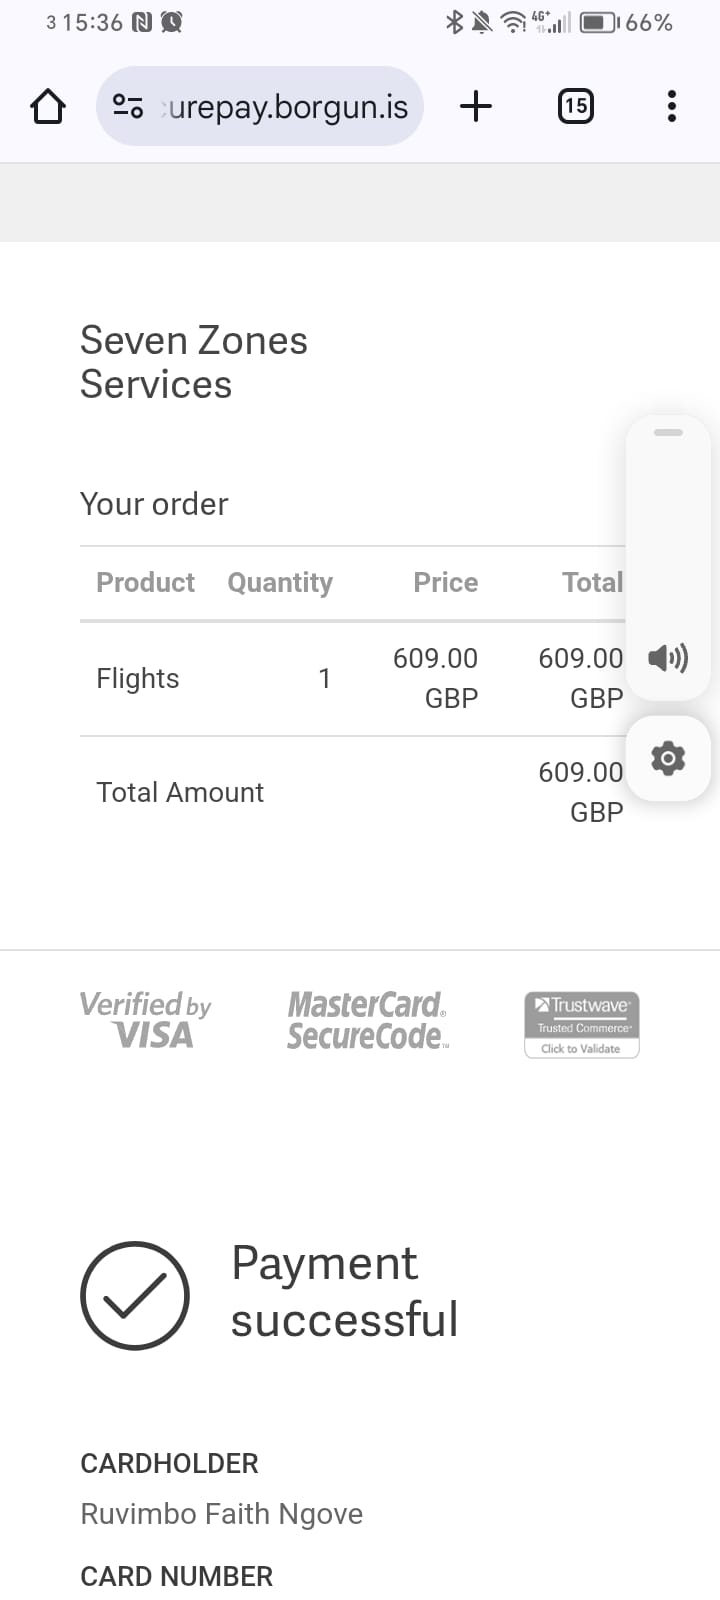 3 15:36 4G+ 66%
urepay.borgun.is 15
Seven Zones
Services
Your order
Product Quantity Price Total
Flights 1 609.00 GBP 609.00 GBP
Total Amount 609.00 GBP
Verified by
VISA
MasterCard®
SecureCode™
Trustwave®
Trusted Commerce™
Click to Validate
Payment
successful
CARDHOLDER
Ruvimbo Faith Ngove
CARD NUMBER